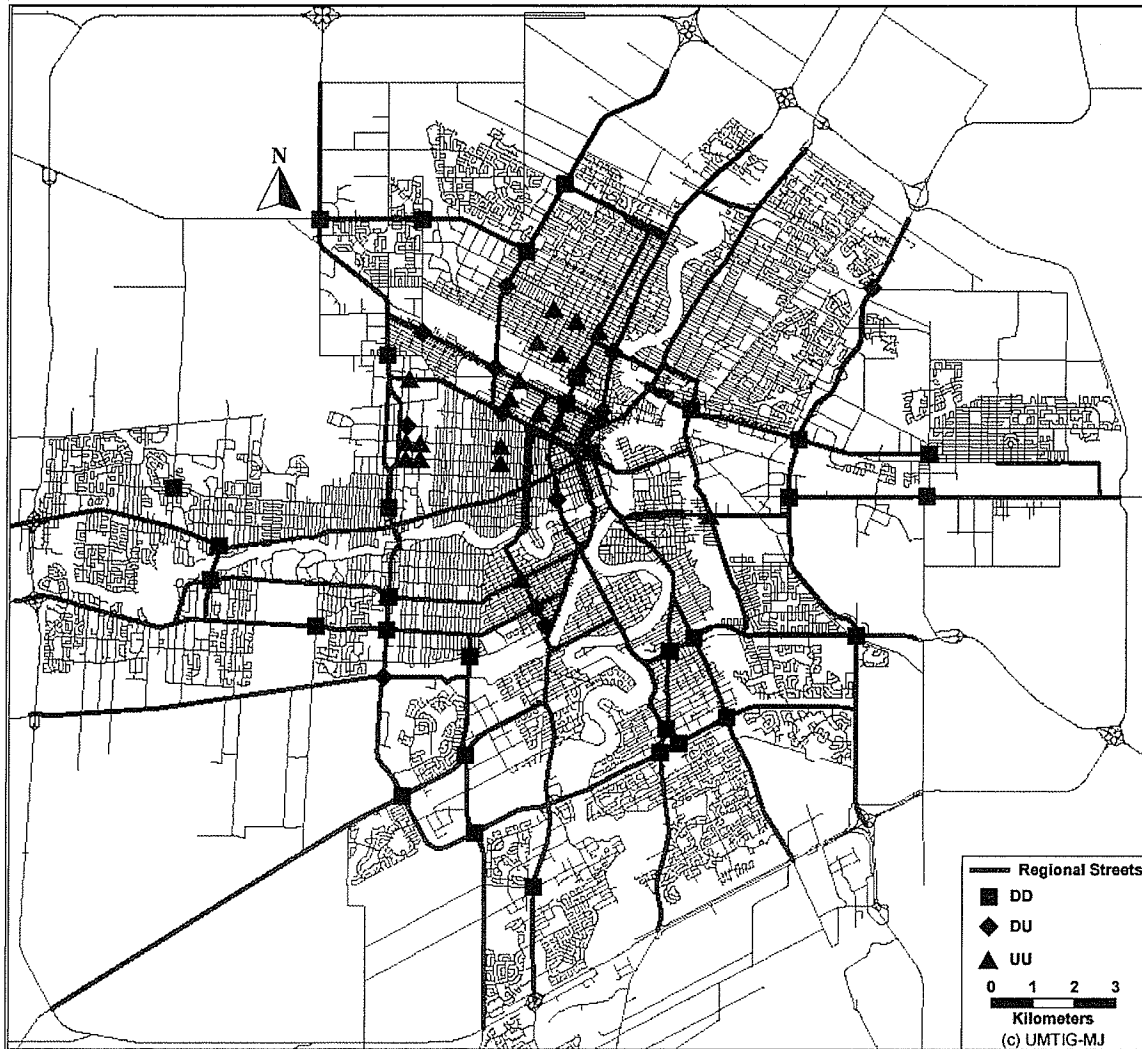 N
Regional Streets
DD
DU
UU
0 1 2 3
Kilometers
(c) UMTIG-MJ